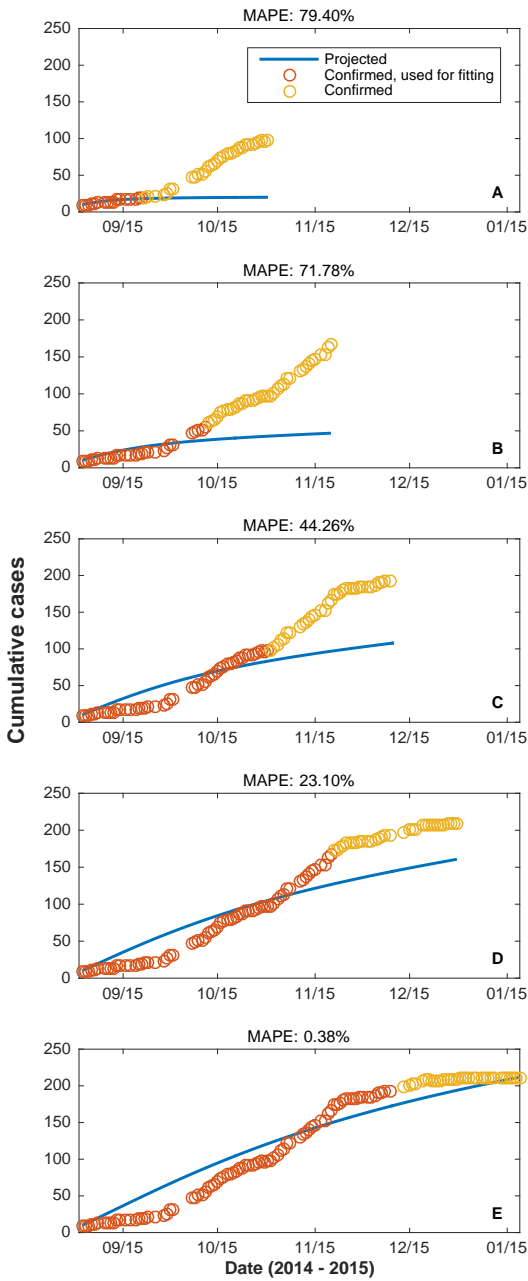 MAPE: 79.40%
250
200
150
100
50
0
Projected
Confirmed, used for fitting
Confirmed
A
09/15 10/15 11/15 12/15 01/15
MAPE: 71.78%
250
200
150
100
50
0
B
09/15 10/15 11/15 12/15 01/15
MAPE: 44.26%
250
200
150
100
50
0
C
09/15 10/15 11/15 12/15 01/15
Cumulative cases
MAPE: 23.10%
250
200
150
100
50
0
D
09/15 10/15 11/15 12/15 01/15
MAPE: 0.38%
250
200
150
100
50
0
E
09/15 10/15 11/15 12/15 01/15
Date (2014 - 2015)